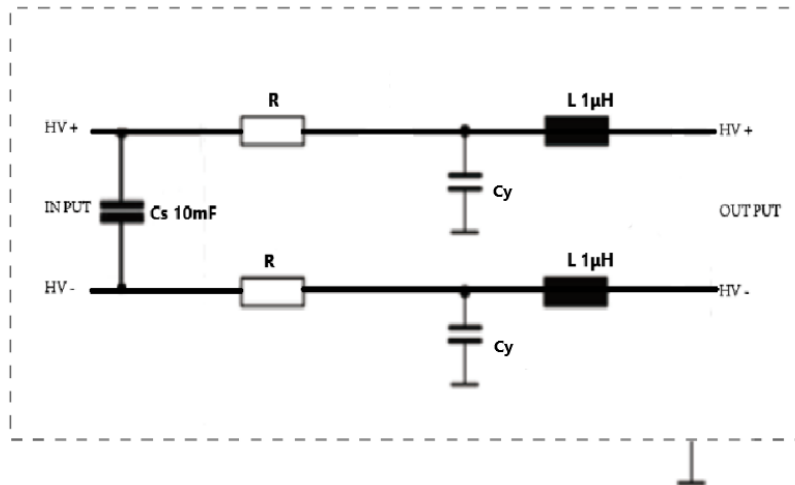 R
L 1µH
HV +
HV +
Cy
INPUT
Cs 10mF
OUTPUT
R
L 1µH
HV -
HV -
Cy